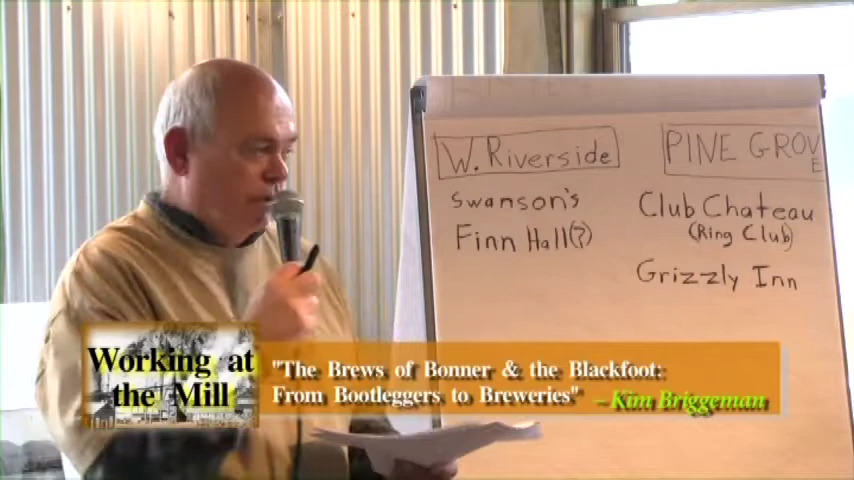 W. Riverside
Swanson's
Finn Hall(?)
PINE GROVE
Club Chateau
(Ring Club)
Grizzly Inn
Working at
the Mill
"The Brews of Bonner & the Blackfoot:
From Bootleggers to Breweries" – Kim Briggeman